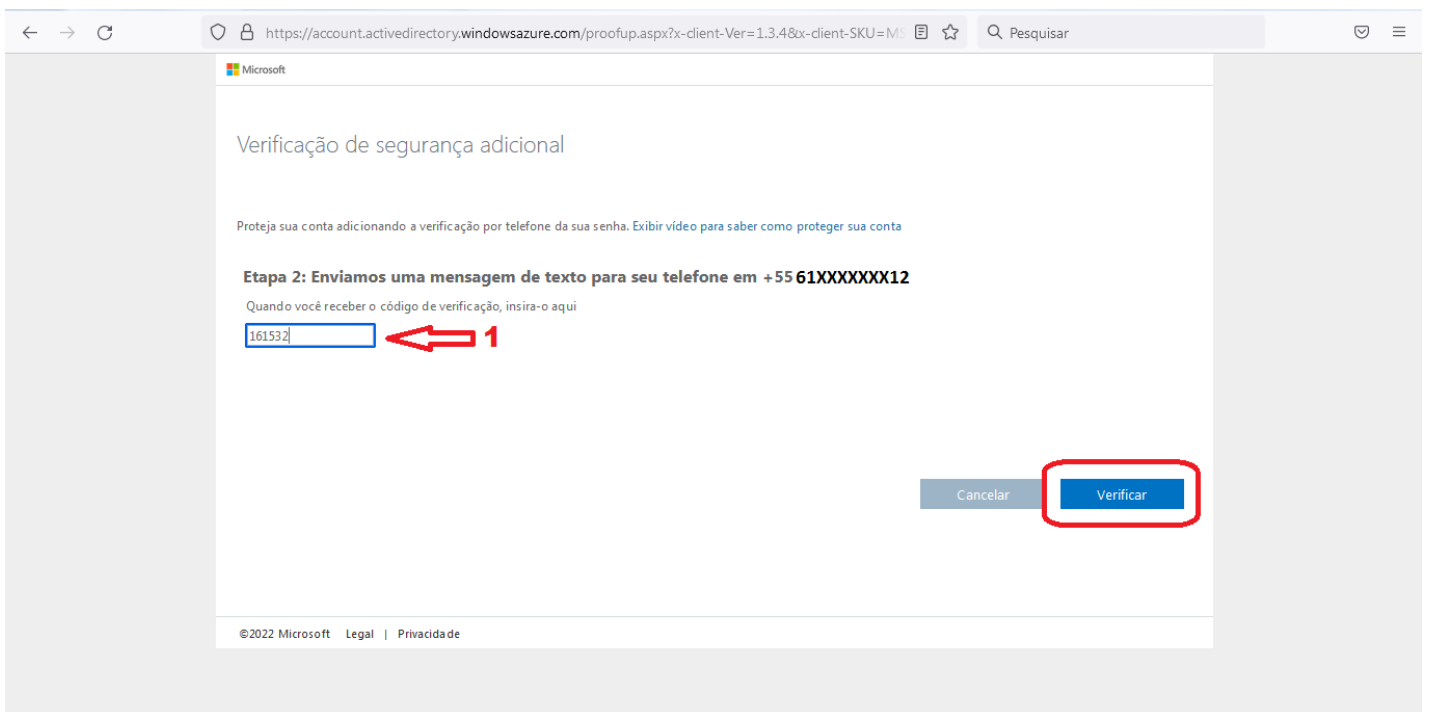 https://account.activedirectory.windowsazure.com/proofup.aspx?x-client-Ver=1.3.4&x-client-SKU=MS
Pesquisar
Microsoft
Verificação de segurança adicional
Proteja sua conta adicionando a verificação por telefone da sua senha. Exibir vídeo para saber como proteger sua conta
Etapa 2: Enviamos uma mensagem de texto para seu telefone em +55 61XXXXXXX12
Quando você receber o código de verificação, insira-o aqui
161532
1
Cancelar
Verificar
©2022 Microsoft Legal | Privacidade